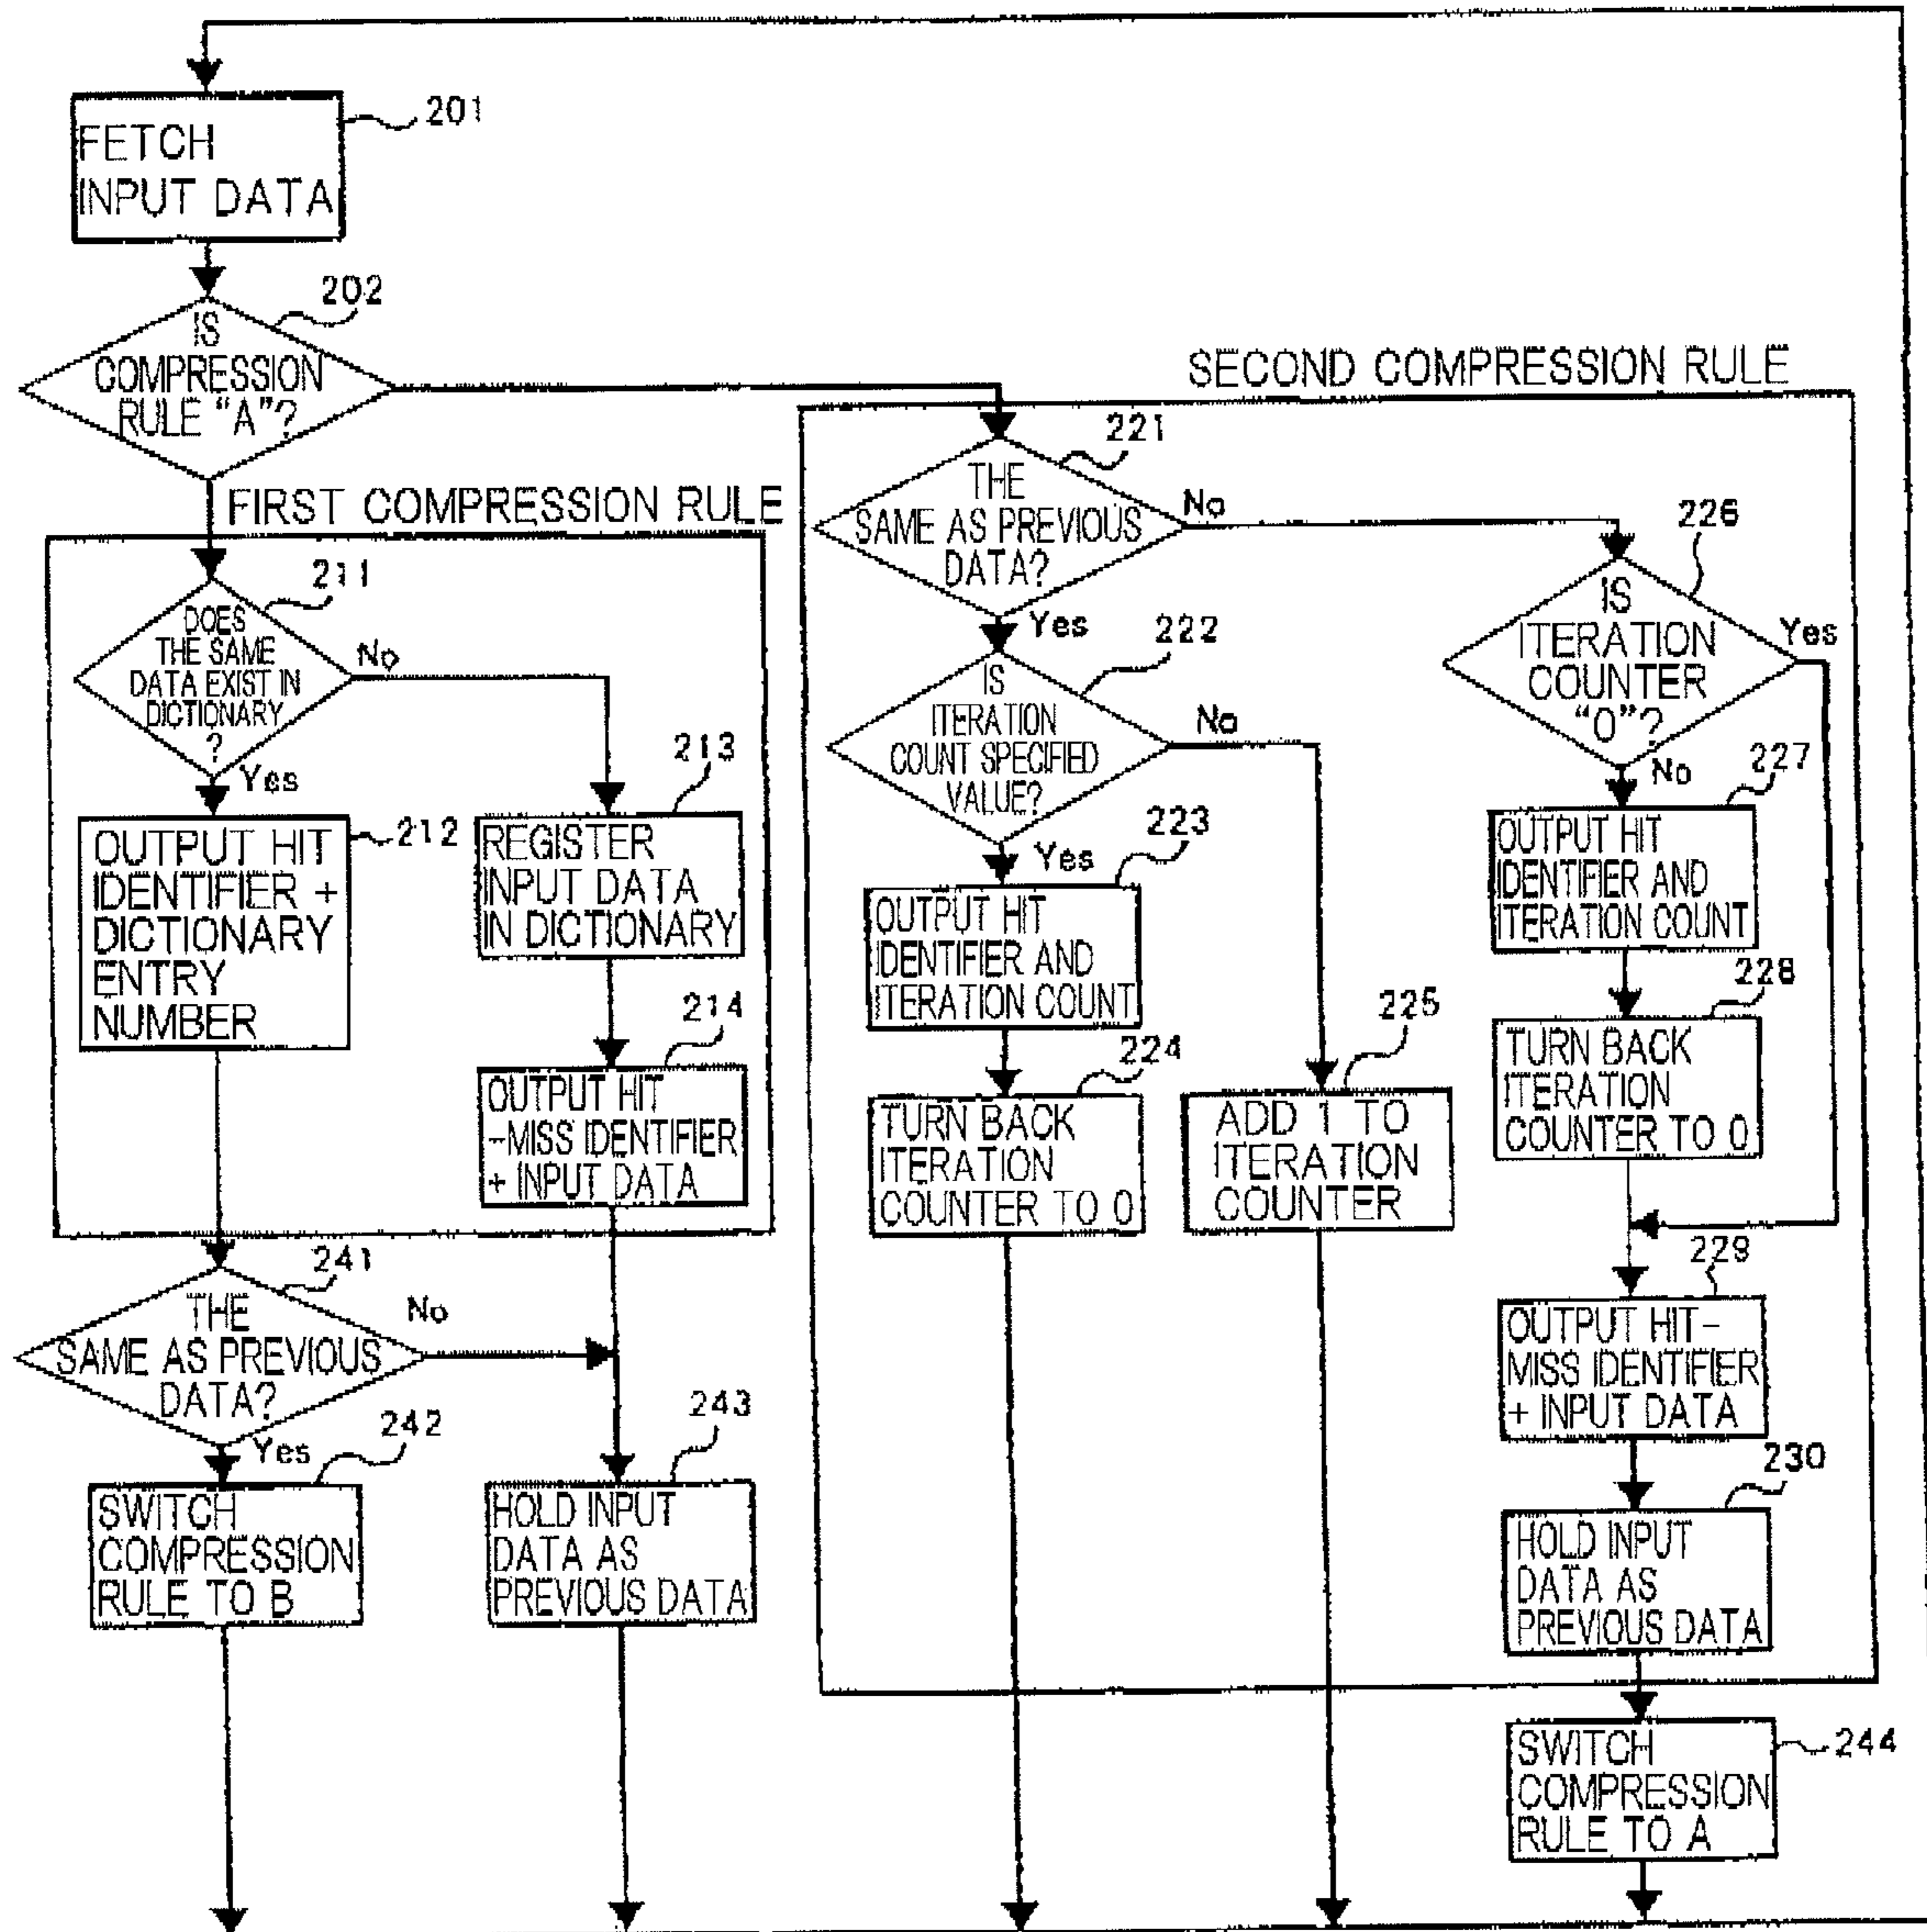 201
FETCH
INPUT DATA
202
IS
COMPRESSION
RULE "A"?
FIRST COMPRESSION RULE
211
DOES
THE SAME
DATA EXIST IN
DICTIONARY
?
No
Yes
212
OUTPUT HIT
IDENTIFIER +
DICTIONARY
ENTRY
NUMBER
213
REGISTER
INPUT DATA
IN DICTIONARY
214
OUTPUT HIT
-MISS IDENTIFIER
+ INPUT DATA
241
THE
SAME AS PREVIOUS
DATA?
No
Yes
242
SWITCH
COMPRESSION
RULE TO B
243
HOLD INPUT
DATA AS
PREVIOUS DATA
SECOND COMPRESSION RULE
221
THE
SAME AS PREVIOUS
DATA?
No
Yes
222
IS
ITERATION
COUNT SPECIFIED
VALUE?
No
Yes
223
OUTPUT HIT
IDENTIFIER AND
ITERATION COUNT
224
TURN BACK
ITERATION
COUNTER TO 0
225
ADD 1 TO
ITERATION
COUNTER
226
IS
ITERATION
COUNTER
"0"?
Yes
No
227
OUTPUT HIT
IDENTIFIER AND
ITERATION COUNT
228
TURN BACK
ITERATION
COUNTER TO 0
229
OUTPUT HIT-
MISS IDENTIFIER
+ INPUT DATA
230
HOLD INPUT
DATA AS
PREVIOUS DATA
244
SWITCH
COMPRESSION
RULE TO A